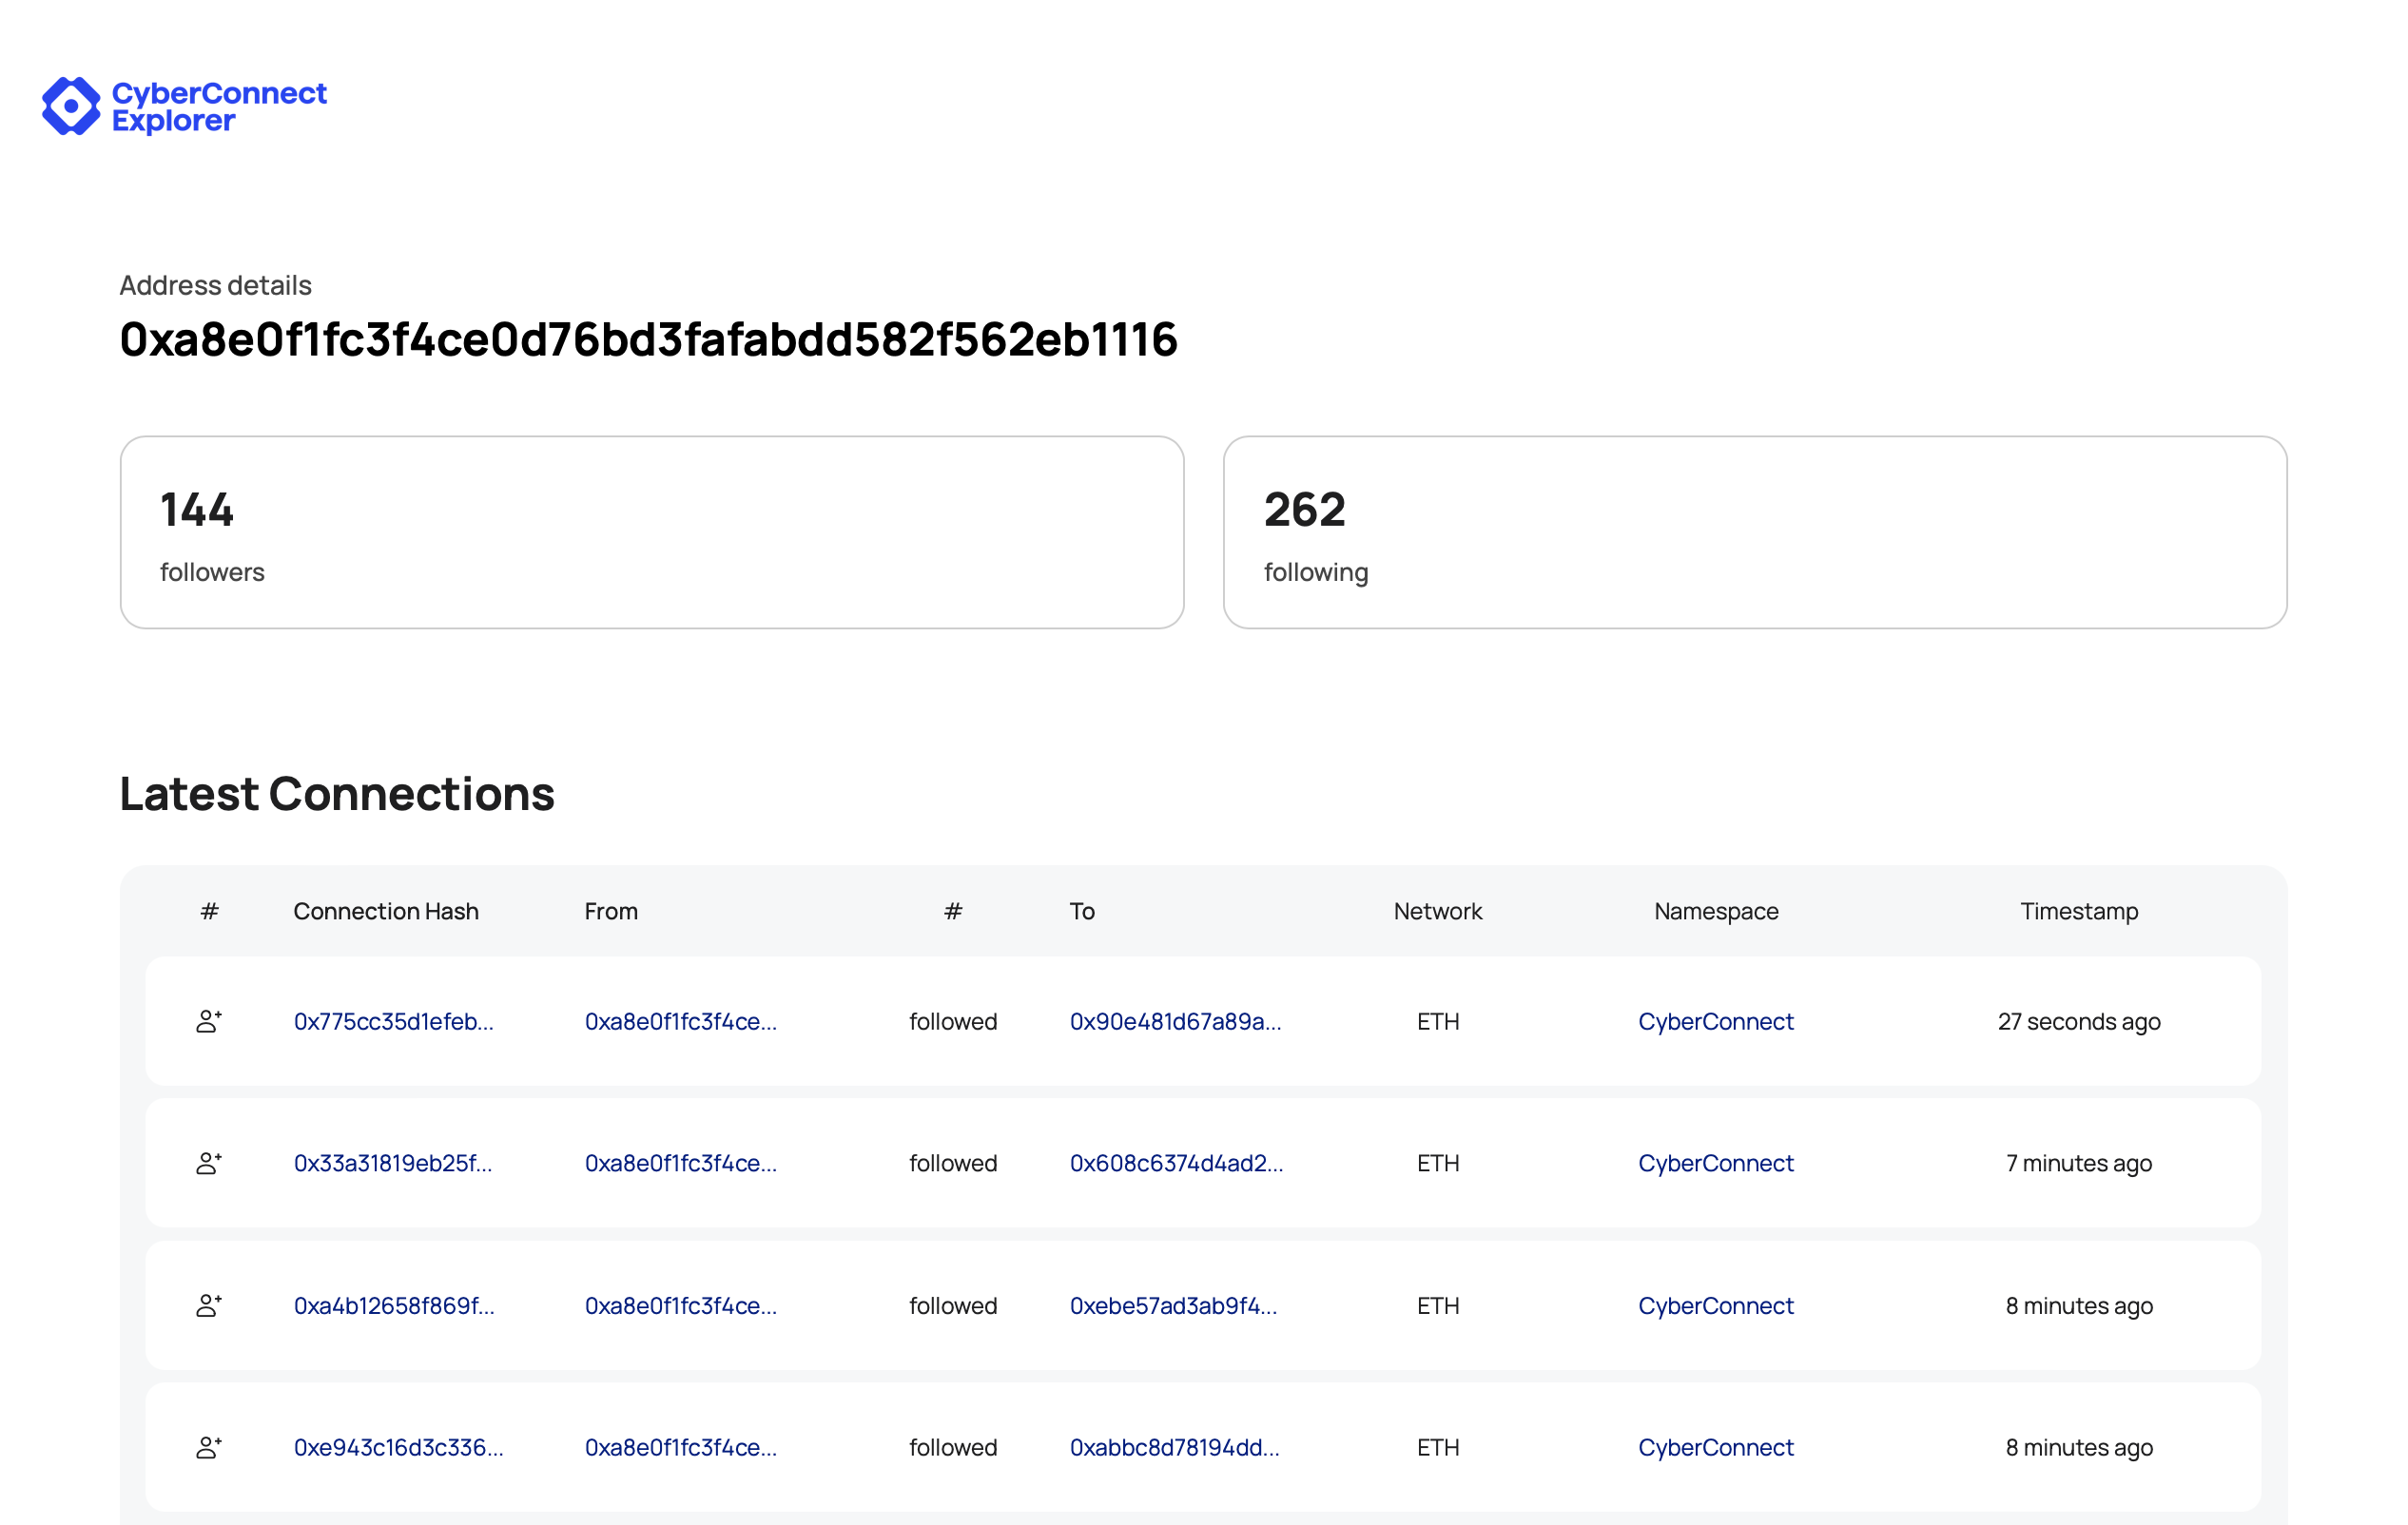 CyberConnect
Explorer
Address details
0xa8e0f1fc3f4ce0d76bd3fafabdd582f562eb1116
144
followers
262
following
Latest Connections
# Connection Hash From # To Network Namespace Timestamp
0x775cc35d1efeb... 0xa8e0f1fc3f4ce... followed 0x90e481d67a89a... ETH CyberConnect 27 seconds ago
0x33a31819eb25f... 0xa8e0f1fc3f4ce... followed 0x608c6374d4ad2... ETH CyberConnect 7 minutes ago
0xa4b12658f869f... 0xa8e0f1fc3f4ce... followed 0xebe57ad3ab9f4... ETH CyberConnect 8 minutes ago
0xe943c16d3c336... 0xa8e0f1fc3f4ce... followed 0xabbc8d78194dd... ETH CyberConnect 8 minutes ago